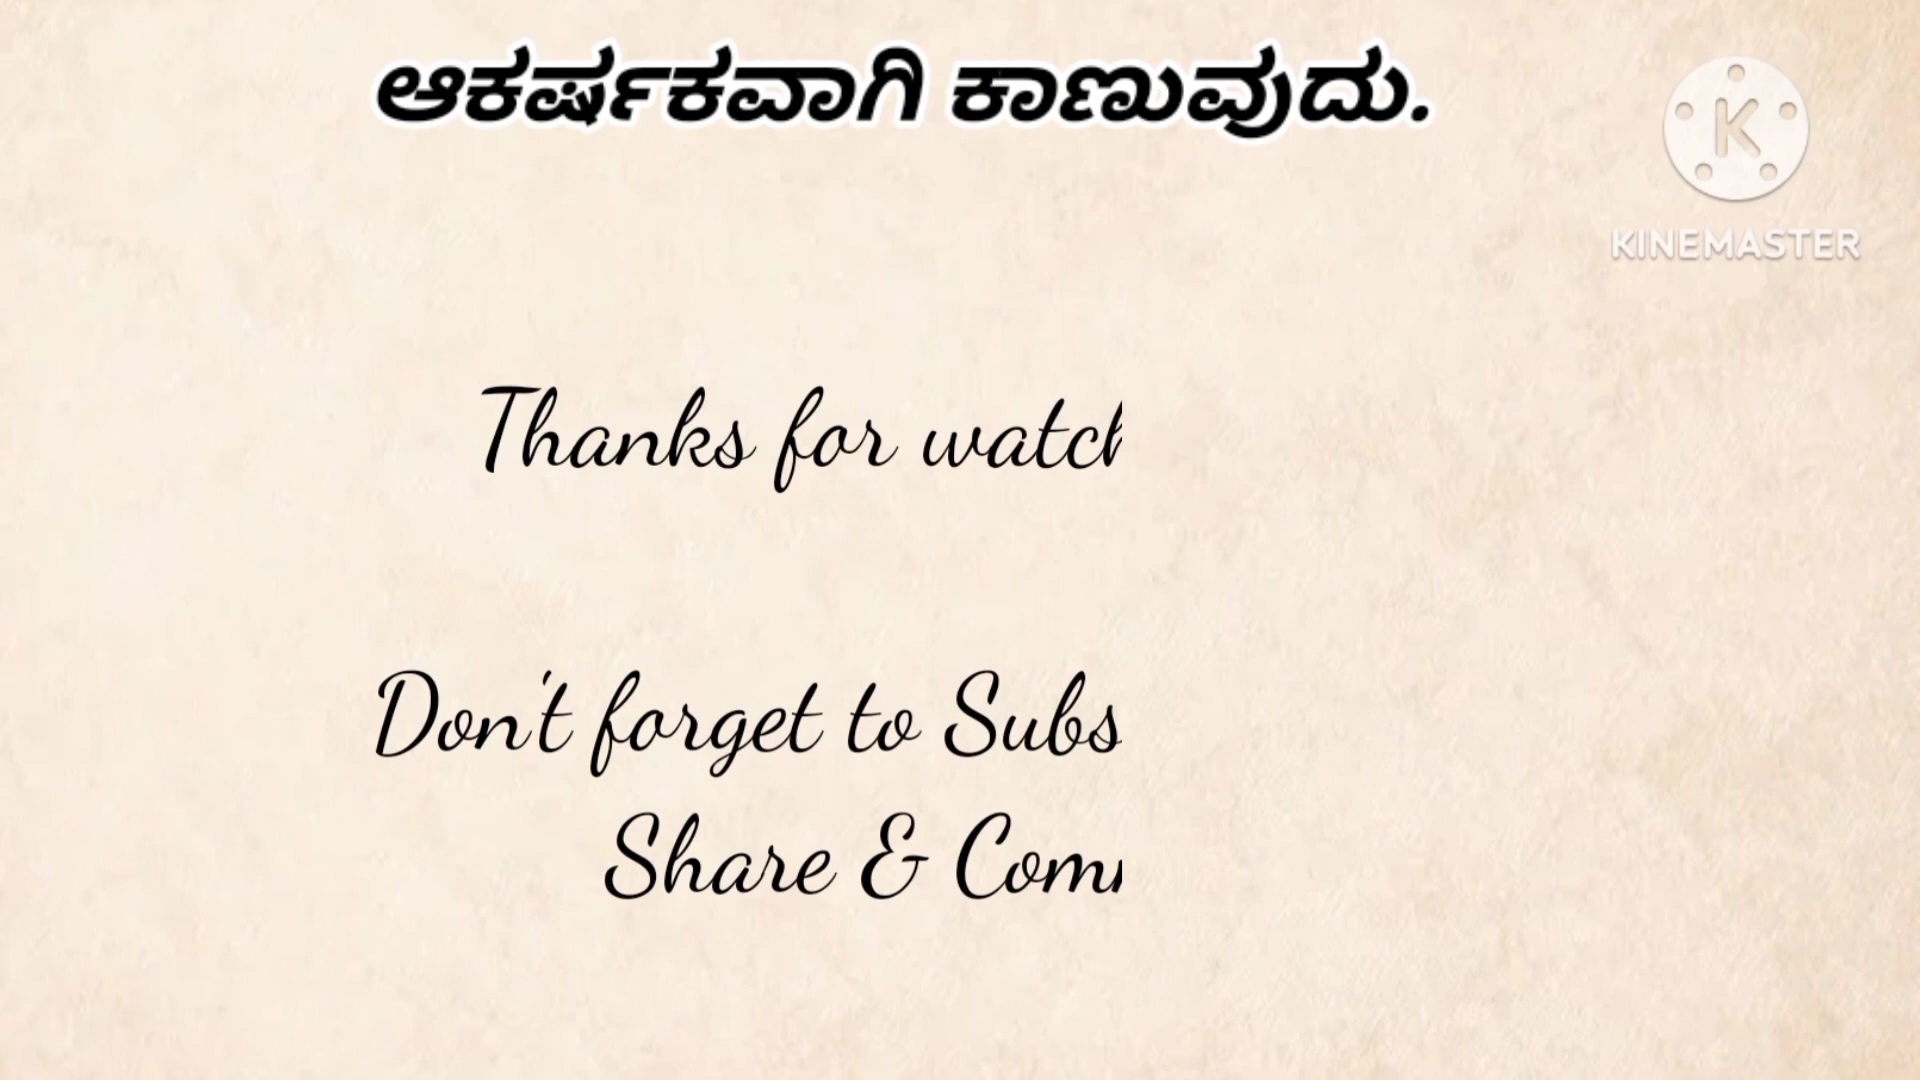 ಆಕರ್ಷಕವಾಗಿ ಕಾಣುವುದು.
K
KINEMASTER
Thanks for watch
Don't forget to Subs
Share & Com